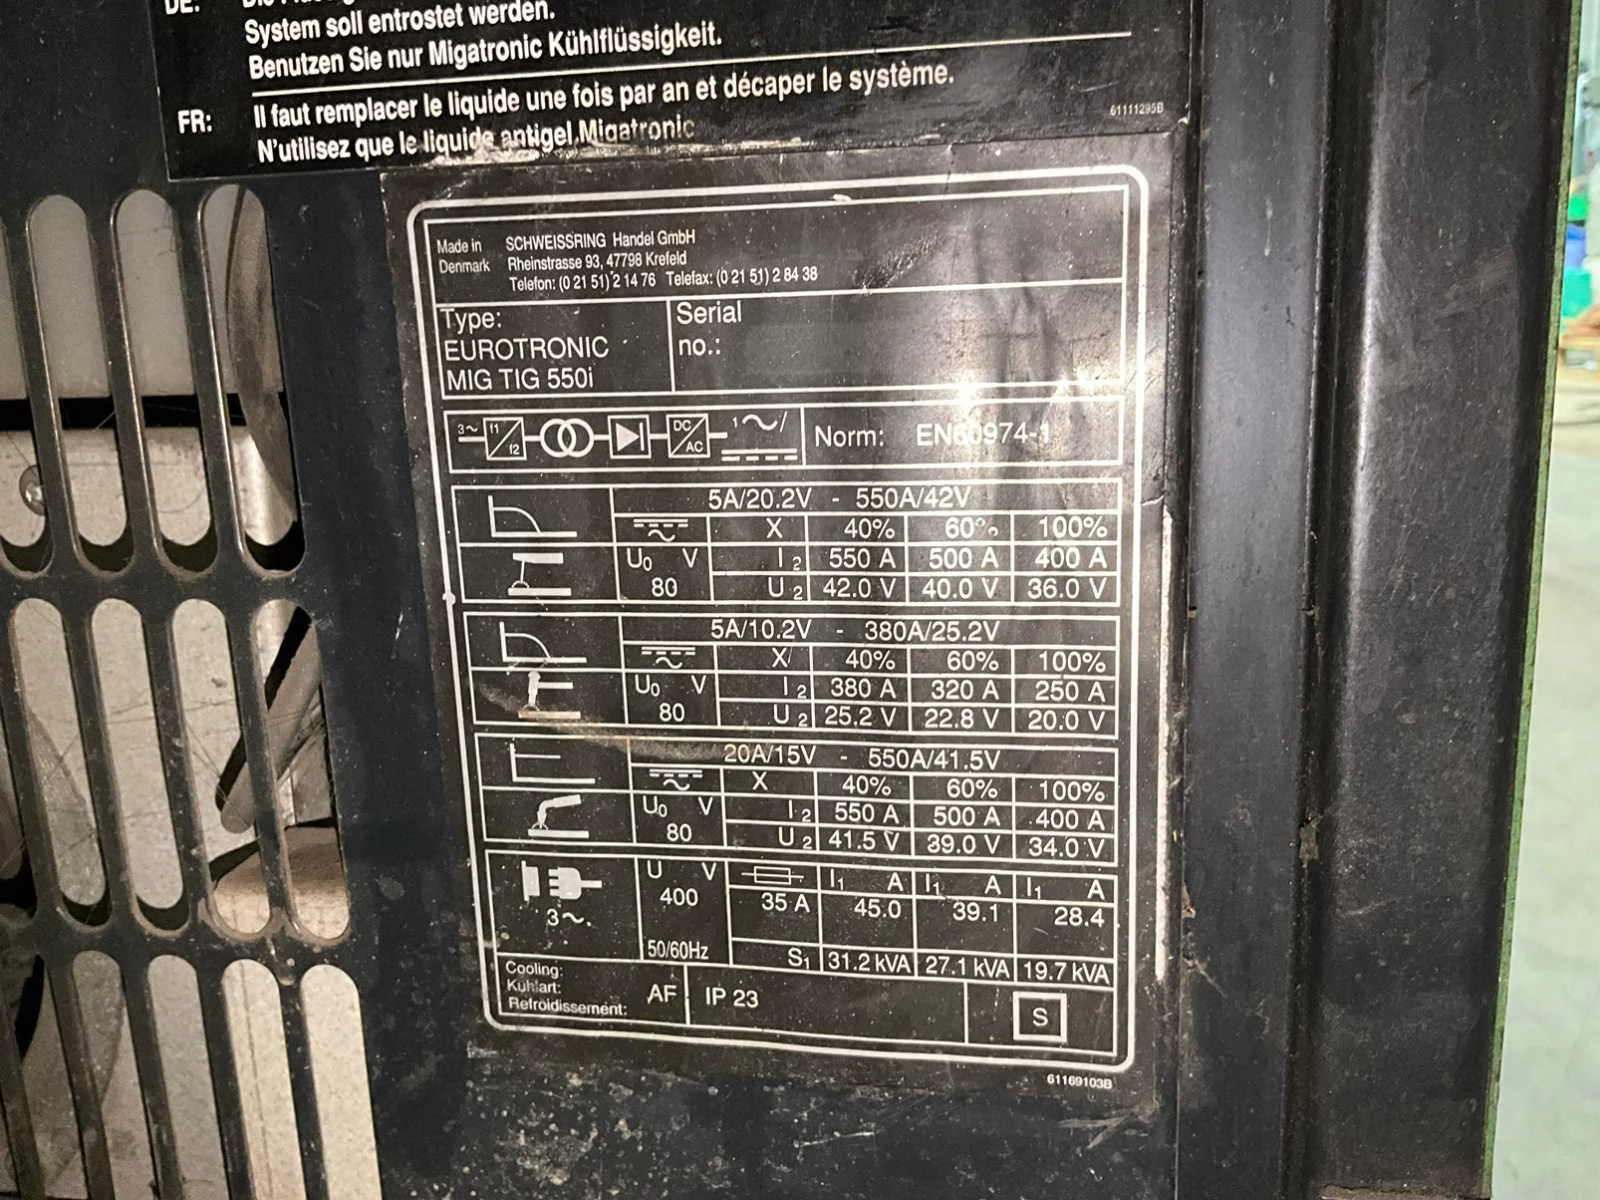 DE:
System soll entrostet werden.
Benutzen Sie nur Migatronic Kühlflüssigkeit.
FR: Il faut remplacer le liquide une fois par an et décaper le système.
N'utilisez que le liquide antigel Migatronic
61111295B
Made in SCHWEISSRING Handel GmbH
Denmark Rheinstrasse 93, 47798 Krefeld
Telefon: (0 21 51) 2 14 76 Telefax: (0 21 51) 2 84 38
Type: Serial
EUROTRONIC no.:
MIG TIG 550i
3~ f1 f2 DC AC 1~/ Norm: EN60974-1
5A/20.2V - 550A/42V
X 40% 60% 100%
U0 V I2 550 A 500 A 400 A
80 U2 42.0 V 40.0 V 36.0 V
5A/10.2V - 380A/25.2V
X 40% 60% 100%
U0 V I2 380 A 320 A 250 A
80 U2 25.2 V 22.8 V 20.0 V
20A/15V - 550A/41.5V
X 40% 60% 100%
U0 V I2 550 A 500 A 400 A
80 U2 41.5 V 39.0 V 34.0 V
U V I1 A I1 A I1 A
3~ 400 35 A 45.0 39.1 28.4
50/60Hz S1 31.2 kVA 27.1 kVA 19.7 kVA
Cooling:
Kühlart: AF IP 23 S
Refroidissement:
61169103B